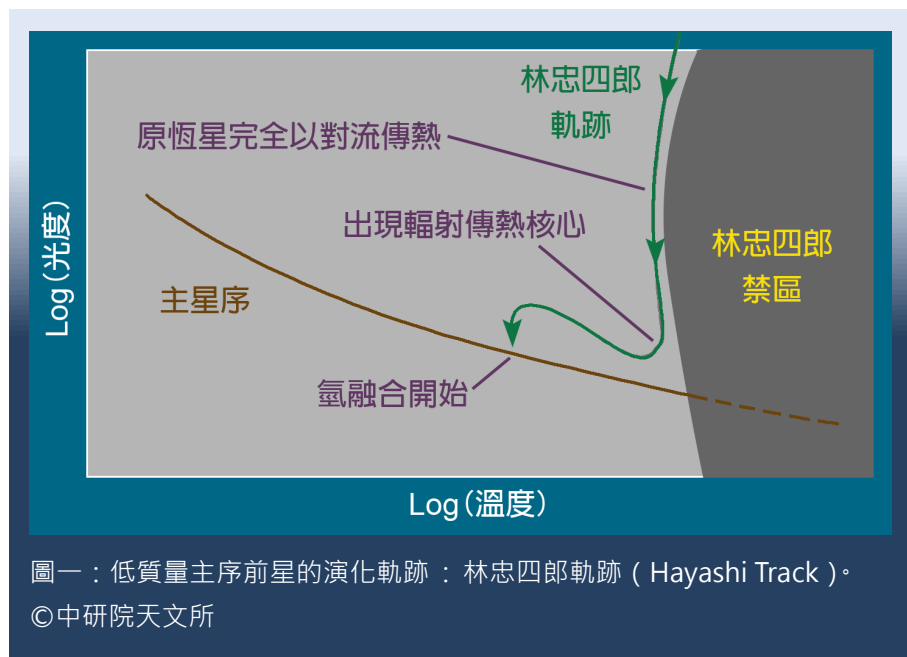 林忠四郎
軌跡
原恆星完全以對流傳熱
出現輻射傳熱核心
林忠四郎
禁區
主星序
氫融合開始
Log(光度)
Log(溫度)
圖一：低質量主序前星的演化軌跡：林忠四郎軌跡（Hayashi Track）。
©中研院天文所